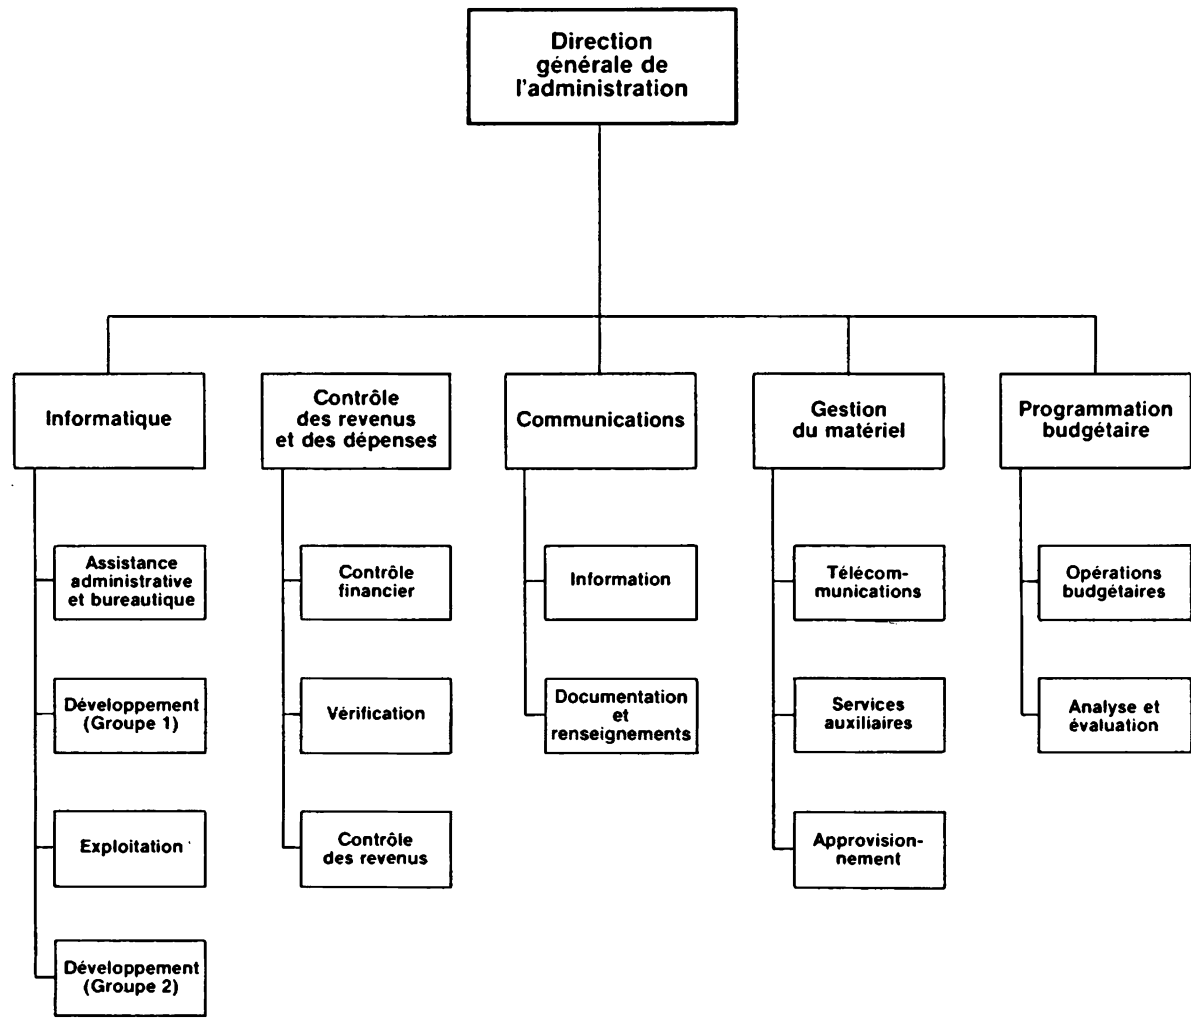 Direction
générale de
l'administration
Informatique
Contrôle
des revenus
et des dépenses
Communications
Gestion
du matériel
Programmation
budgétaire
Assistance
administrative
et bureautique
Développement
(Groupe 1)
Exploitation
Développement
(Groupe 2)
Contrôle
financier
Vérification
Contrôle
des revenus
Information
Documentation
et
renseignements
Télécom-
munications
Services
auxiliaires
Approvision-
nement
Opérations
budgétaires
Analyse et
évaluation